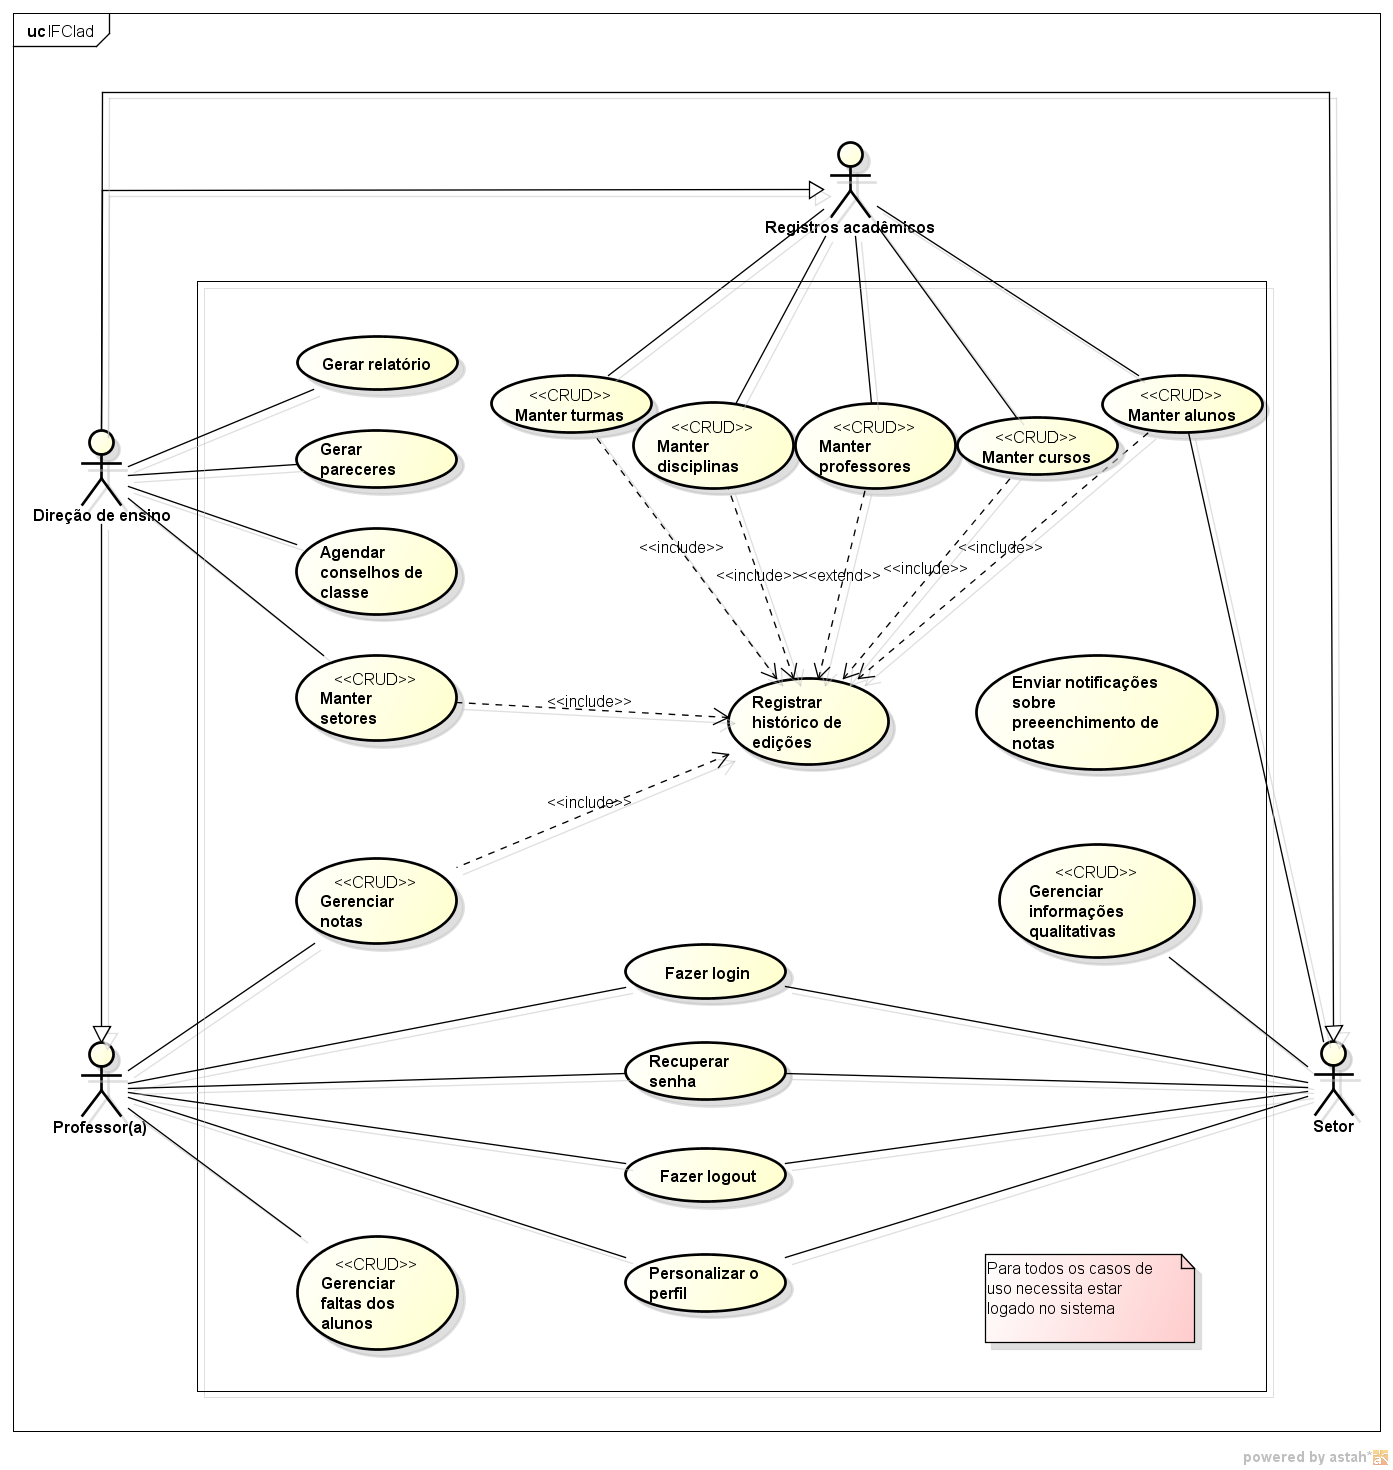 uc IFClad
Registros acadêmicos
Gerar relatório
<<CRUD>>
Manter turmas
<<CRUD>>
Manter
disciplinas
<<CRUD>>
Manter
professores
<<CRUD>>
Manter cursos
<<CRUD>>
Manter alunos
Gerar
pareceres
Direção de ensino
Agendar
conselhos de
classe
<<include>>
<<include>>
<<extend>>
<<include>>
<<include>>
<<CRUD>>
Manter
setores
<<include>>
Registrar
histórico de
edições
Enviar notificações
sobre
preeenchimento de
notas
<<include>>
<<CRUD>>
Gerenciar
notas
<<CRUD>>
Gerenciar
informações
qualitativas
Fazer login
Recuperar
senha
Professor(a)
Setor
Fazer logout
<<CRUD>>
Gerenciar
faltas dos
alunos
Personalizar o
perfil
Para todos os casos de
uso necessita estar
logado no sistema
powered by astah*